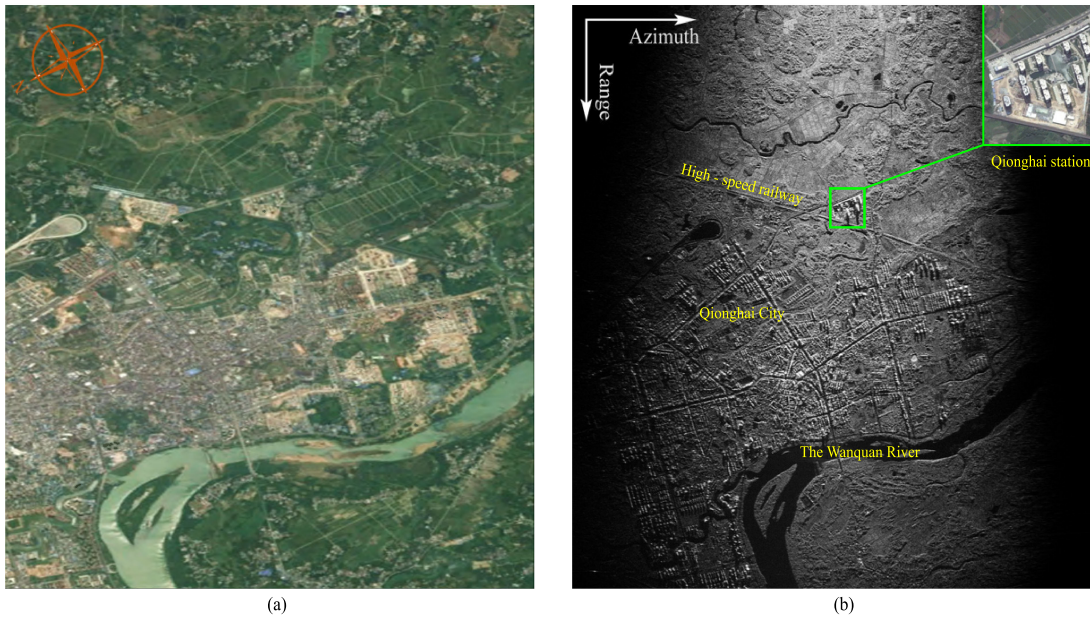 Azimuth
Range
Qionghai station
High - speed railway
Qionghai City
The Wanquan River
(a)
(b)